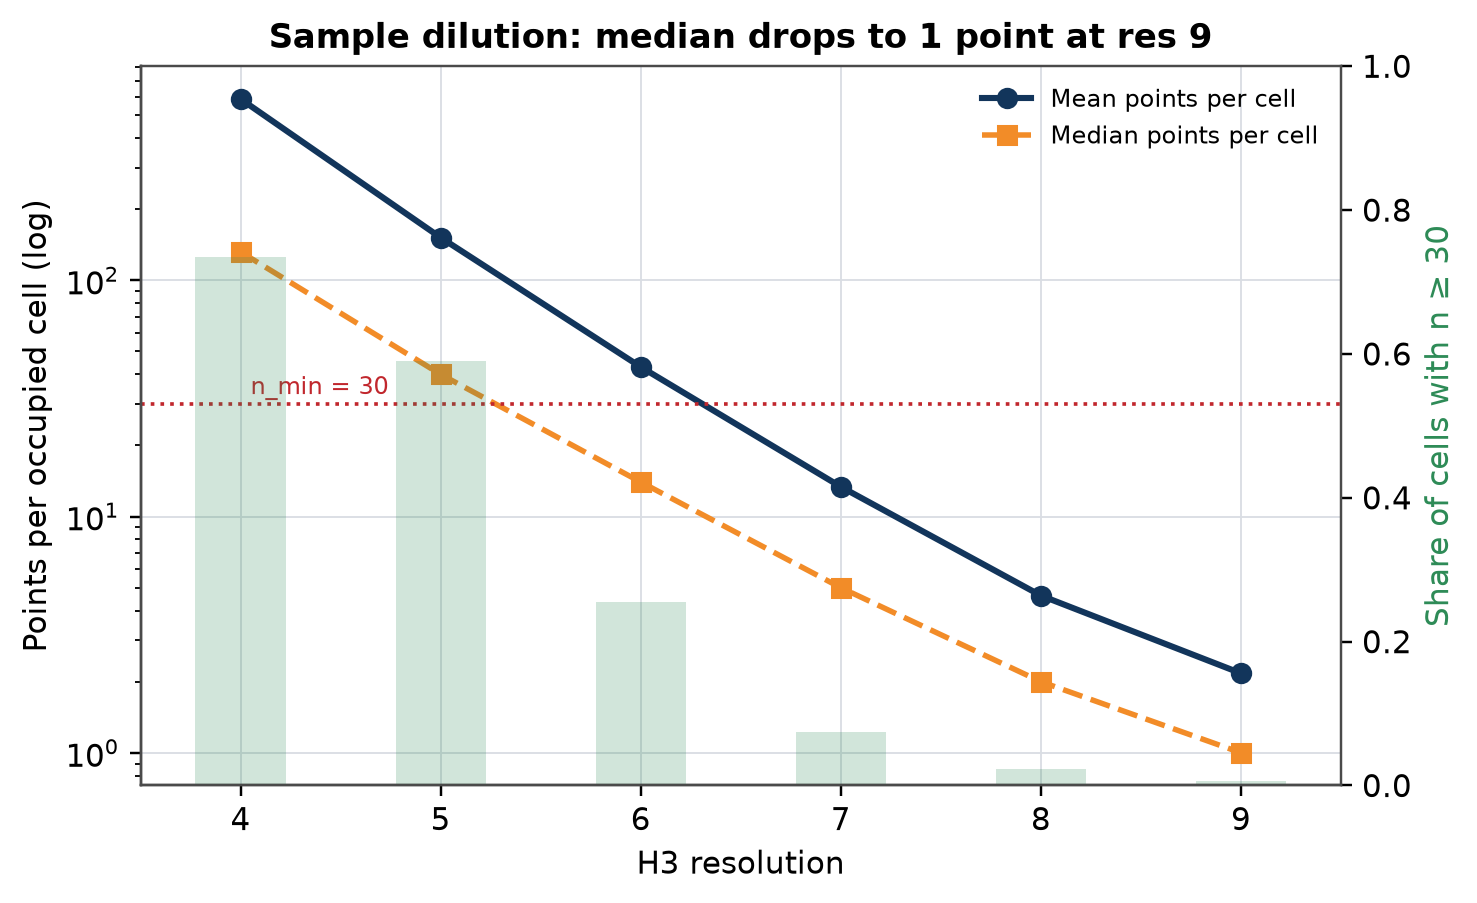 Sample dilution: median drops to 1 point at res 9
Mean points per cell
Median points per cell
Points per occupied cell (log)
10²
10¹
10⁰
n_min = 30
1.0
0.8
0.6
0.4
0.2
0.0
Share of cells with n ≥ 30
4 5 6 7 8 9
H3 resolution